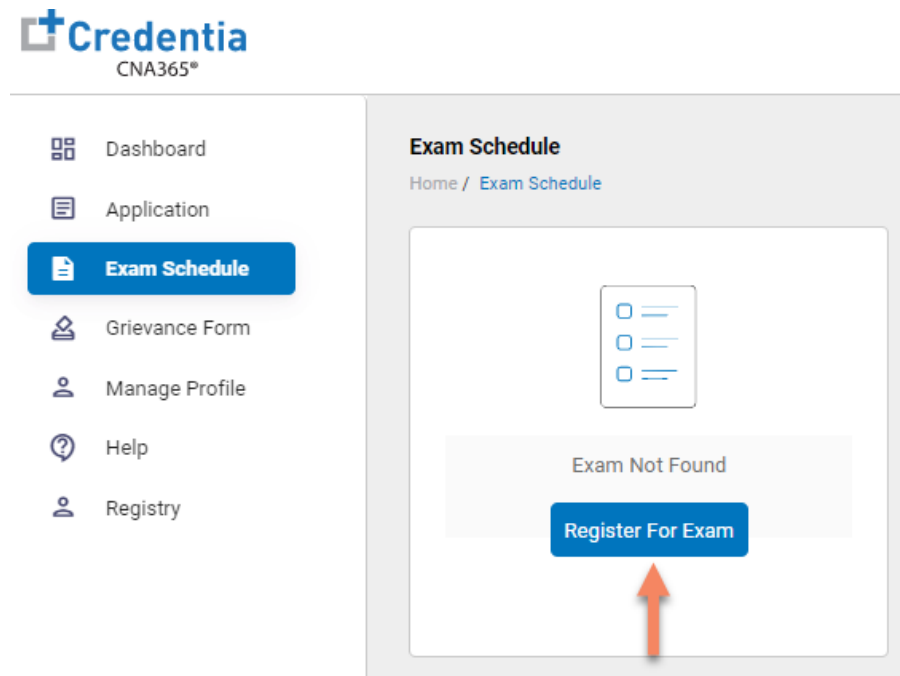 Credentia
CNA365®
Dashboard
Application
Exam Schedule
Grievance Form
Manage Profile
Help
Registry
Exam Schedule
Home / Exam Schedule
Exam Not Found
Register For Exam